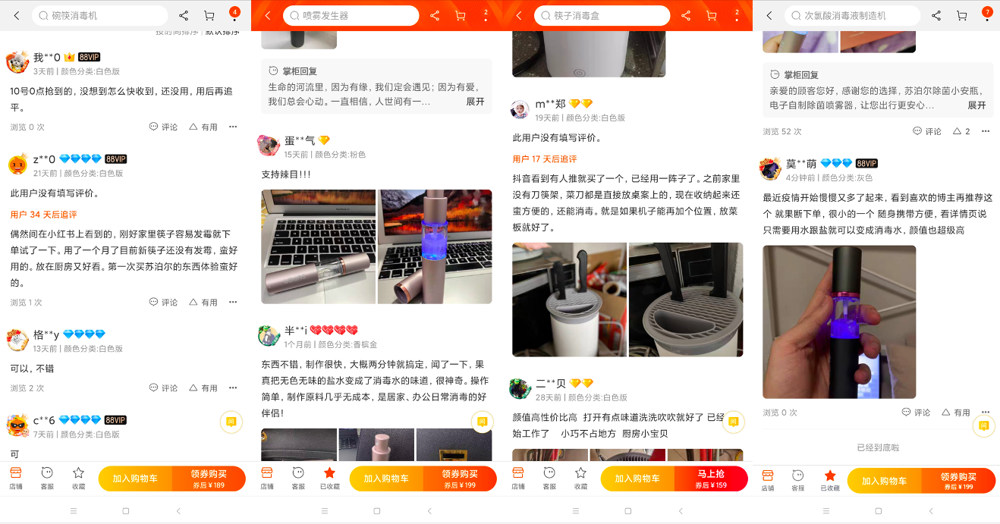 碗筷消毒机
4
按时间排序 | 默认排序
我**0 88VIP
3天前 | 颜色分类:白色版
10号0点抢到的，没想到怎么快收到，还没用，用后再追
平。
浏览 0 次
评论
有用
z**0 88VIP
21天前 | 颜色分类:白色版
此用户没有填写评价。
用户 34 天后追评
偶然间在小红书上看到的，刚好家里筷子容易发霉就下
单试了一下。用了一个月了目前新筷子还没有发霉，蛮好
用的。放在厨房又好看。第一次买苏泊尔的东西体验蛮好
的。
浏览 1 次
评论
有用
格**y
13天前 | 颜色分类:白色版
可以，不错
浏览 2 次
评论
有用
c**6 88VIP
7天前 | 颜色分类:白色版
问
可
店铺
客服
收藏
加入购物车
领券购买
券后 ¥ 189
喷雾发生器
2
掌柜回复
生命的河流里，因为有缘，我们定会遇见；因为有爱，
我们总会心动。一直相信，人世间有一...
展开
蛋**气
15天前 | 颜色分类:粉色
支持辣目!!!
半**i
1个月前 | 颜色分类:香槟金
东西不错，制作很快，大概两分钟就搞定，闻了一下，果
真把无色无味的盐水变成了消毒水的味道，很神奇。操作
简单，制作原料几乎无成本，是居家、办公日常消毒的好
伴侣！
问
店铺
客服
已收藏
加入购物车
领券购买
券后 ¥ 199
筷子消毒盒
2
m**郑
19天前 | 颜色分类:白色版
此用户没有填写评价。
用户 17 天后追评
抖音看到有人推就买了一个，已经用一阵子了。之前家里
没有刀筷架，菜刀都是直接放桌案上的，现在收纳起来还
蛮方便的，还能消毒。就是如果机子能再加个位置，放菜
板就好了。
二**贝
28天前 | 颜色分类:白色版
颜值高性价比高 打开有点味道洗洗吹吹就好了 已经
始工作了 小巧不占地方 厨房小宝贝
问
店铺
客服
收藏
加入购物车
马上抢
券后 ¥ 159
次氯酸消毒液制造机
7
掌柜回复
亲爱的顾客您好，感谢您的选择，苏泊尔除菌小安瓶，
电子自制除菌喷雾器，让您出行更安心...
展开
浏览 52 次
评论
2
莫**萌 88VIP
4分钟前 | 颜色分类:灰色
最近疫情开始慢慢又多了起来，看到喜欢的博主再推荐这
个 就果断下单，很小的一个 随身携带方便，看详情页说
只需要用水跟盐就可以变成消毒水，颜值也超级高
浏览 0 次
评论
有用
问
已经到底啦
店铺
客服
已收藏
加入购物车
领券购买
券后 ¥ 199